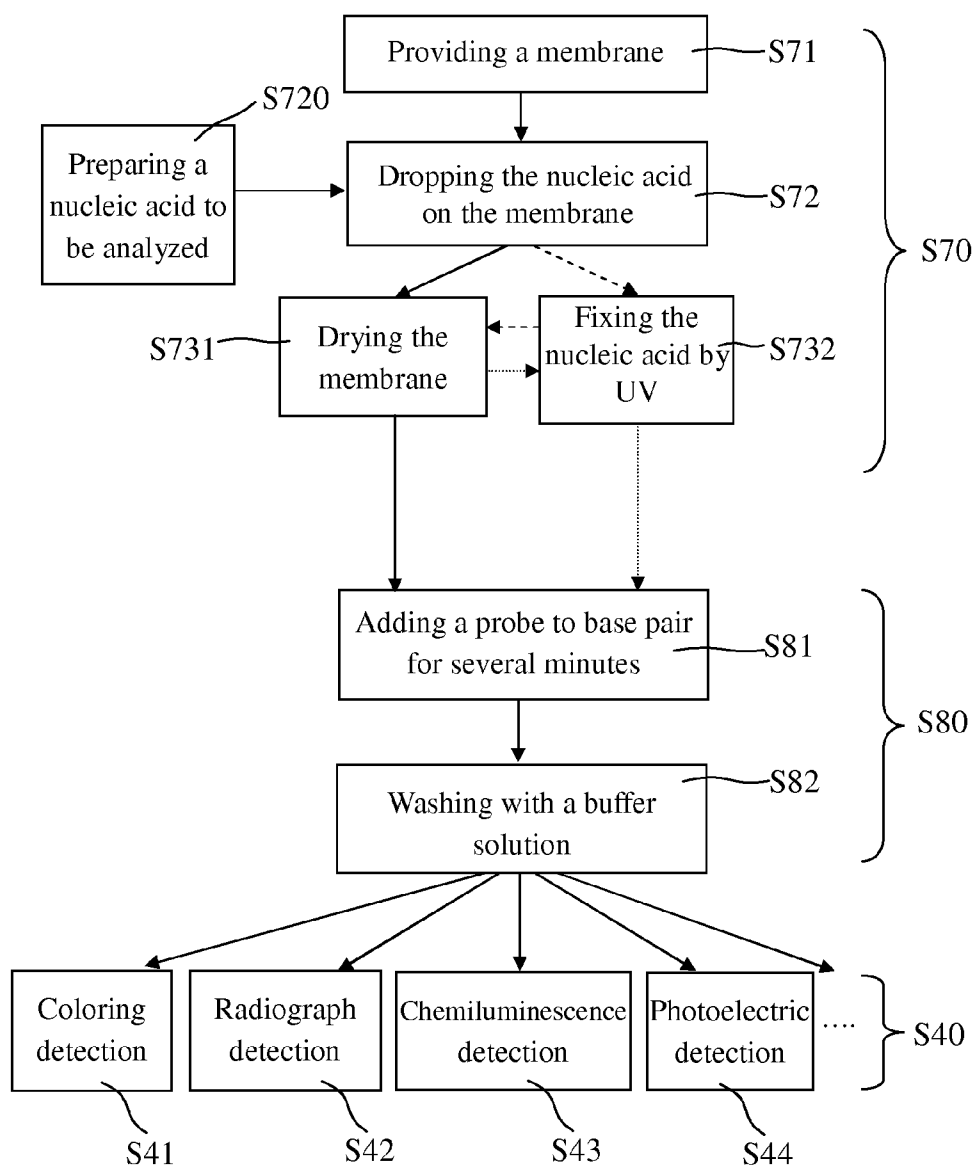 Providing a membrane
S71
S720
Preparing a
nucleic acid to
be analyzed
Dropping the nucleic acid
on the membrane
S72
S70
S731
Drying the
membrane
Fixing the
nucleic acid by
UV
S732
Adding a probe to base pair
for several minutes
S81
S80
Washing with a buffer
solution
S82
Coloring
detection
Radiograph
detection
Chemiluminescence
detection
Photoelectric
detection
....
S40
S41
S42
S43
S44